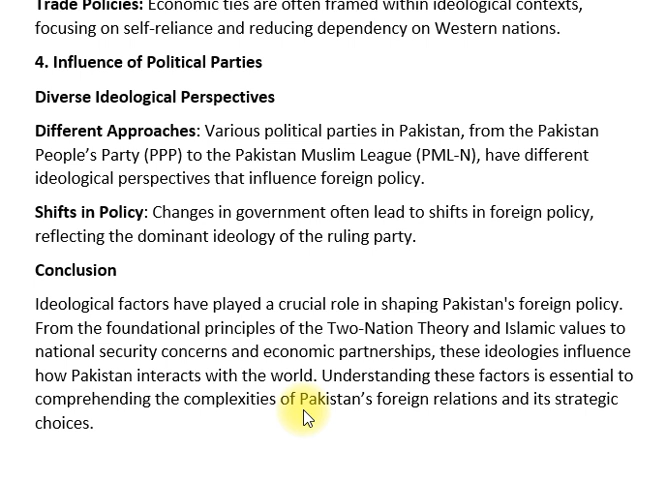 Trade Policies: Economic ties are often framed within ideological contexts,
focusing on self-reliance and reducing dependency on Western nations.
4. Influence of Political Parties
Diverse Ideological Perspectives
Different Approaches: Various political parties in Pakistan, from the Pakistan
People’s Party (PPP) to the Pakistan Muslim League (PML-N), have different
ideological perspectives that influence foreign policy.
Shifts in Policy: Changes in government often lead to shifts in foreign policy,
reflecting the dominant ideology of the ruling party.
Conclusion
Ideological factors have played a crucial role in shaping Pakistan's foreign policy.
From the foundational principles of the Two-Nation Theory and Islamic values to
national security concerns and economic partnerships, these ideologies influence
how Pakistan interacts with the world. Understanding these factors is essential to
comprehending the complexities of Pakistan’s foreign relations and its strategic
choices.